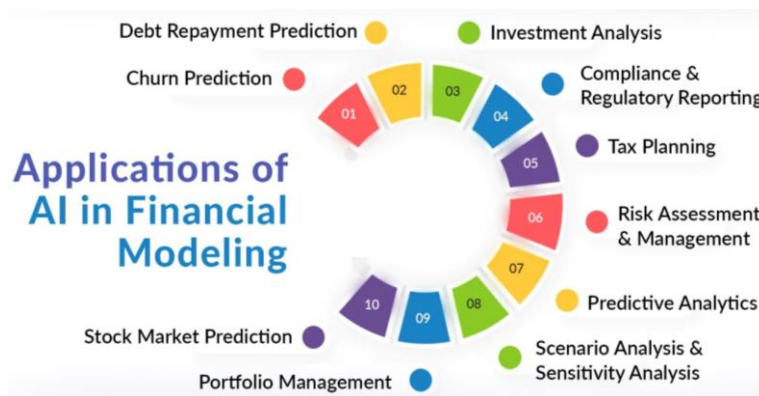 Applications of
AI in Financial
Modeling
01
Churn Prediction
02
Debt Repayment Prediction
03
Investment Analysis
04
Compliance &
Regulatory Reporting
05
Tax Planning
06
Risk Assessment
& Management
07
Predictive Analytics
08
Scenario Analysis &
Sensitivity Analysis
09
Portfolio Management
10
Stock Market Prediction